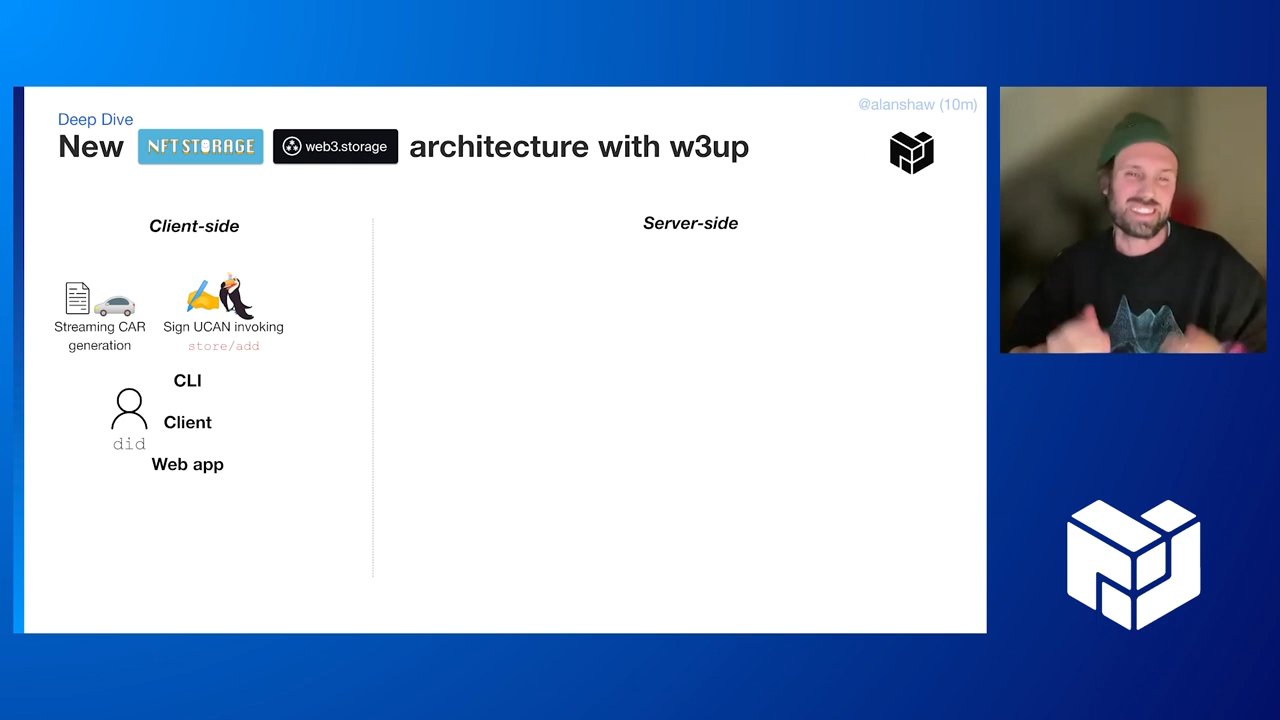 @alanshaw (10m)
Deep Dive
New NFT STORAGE web3.storage architecture with w3up
Client-side
Server-side
Streaming CAR
generation
Sign UCAN invoking
store/add
CLI
Client
did
Web app